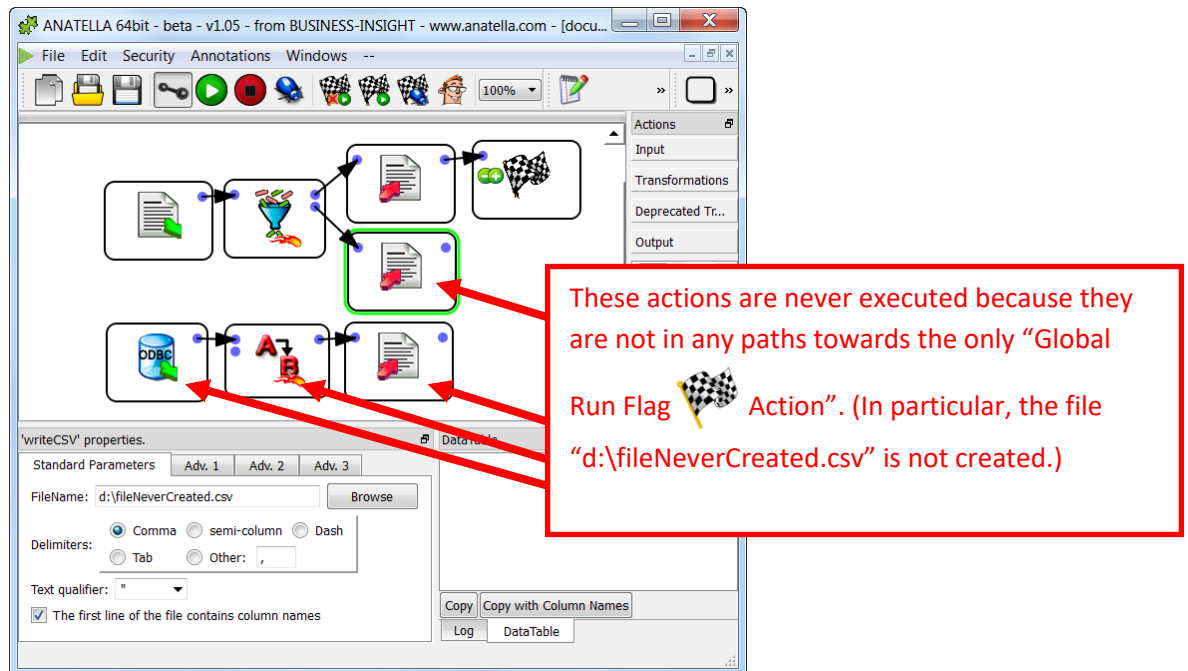 ANATELLA 64bit - beta - v1.05 - from BUSINESS-INSIGHT - www.anatella.com - [docu...
File Edit Security Annotations Windows --
100%
»
»
Actions
Input
Transformations
Deprecated Tr...
Output
ODBC
A
B
These actions are never executed because they
are not in any paths towards the only “Global
Run Flag Action”. (In particular, the file
“d:\fileNeverCreated.csv” is not created.)
'writeCSV' properties.
Standard Parameters Adv. 1 Adv. 2 Adv. 3
FileName: d:\fileNeverCreated.csv Browse
Delimiters: Comma semi-column Dash
Tab Other: ,
Text qualifier: "
The first line of the file contains column names
Copy Copy with Column Names
Log DataTable